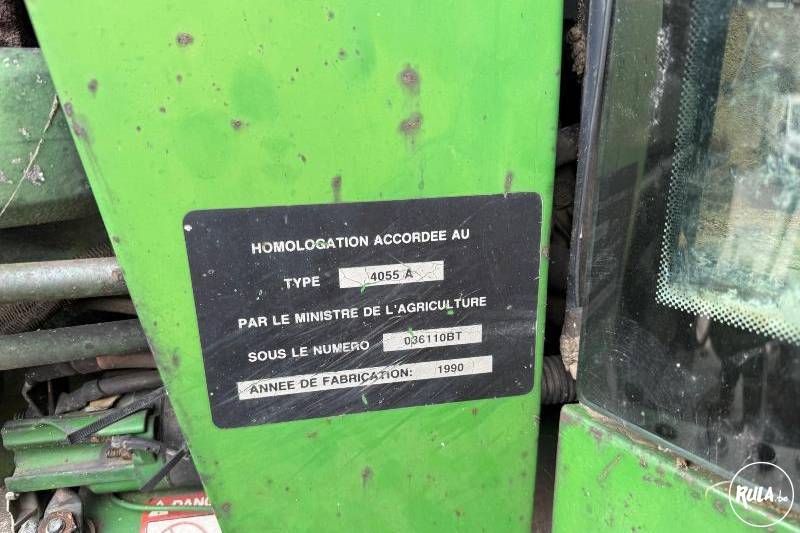 HOMOLOGATION ACCORDEE AU
TYPE 4055 A
PAR LE MINISTRE DE L'AGRICULTURE
SOUS LE NUMERO 036110BT
ANNEE DE FABRICATION: 1990
DANG
RULA.be